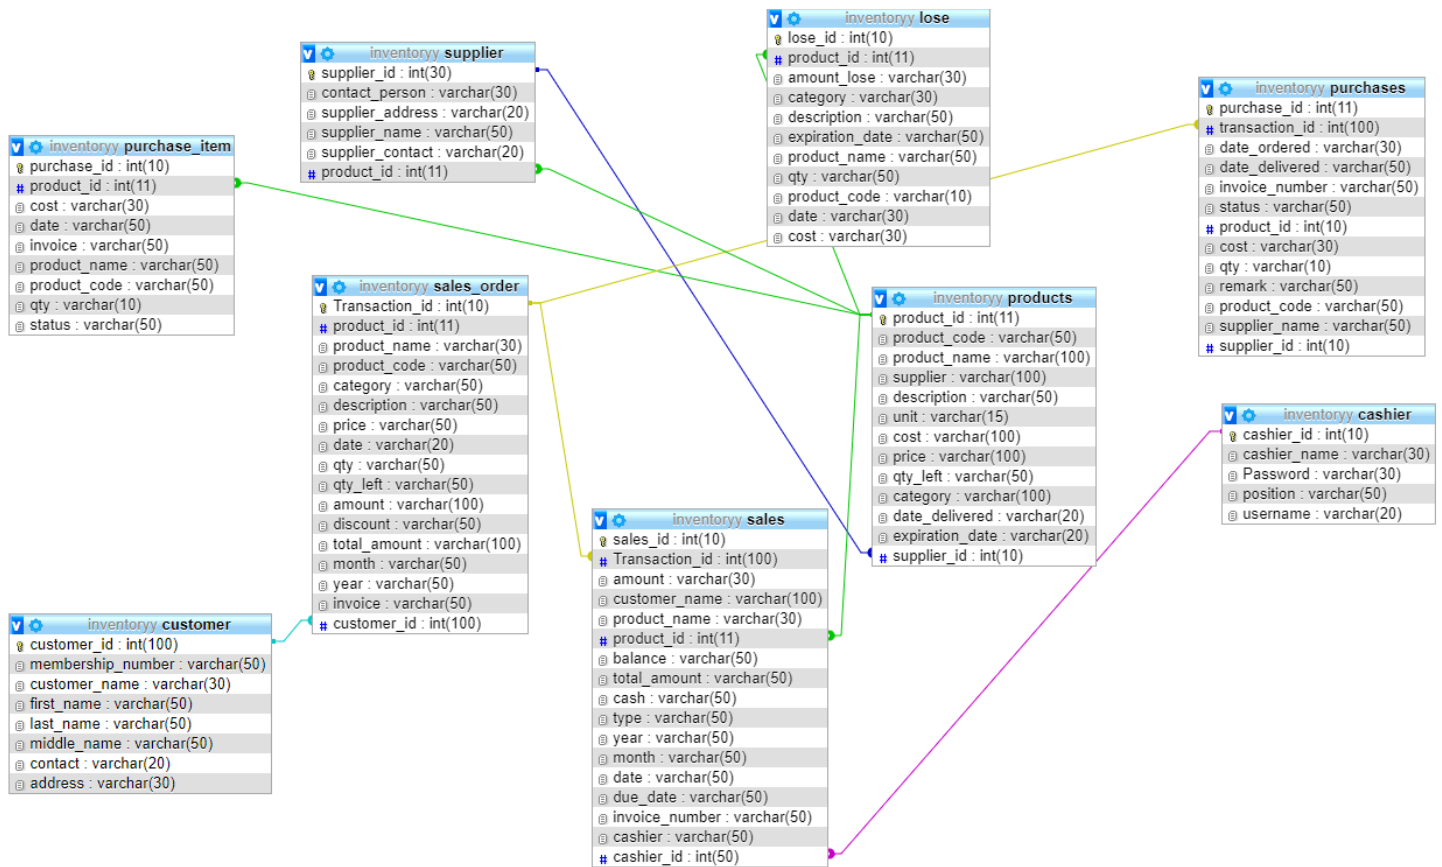 inventoryy supplier
supplier_id : int(30)
contact_person : varchar(30)
supplier_address : varchar(20)
supplier_name : varchar(50)
supplier_contact : varchar(20)
product_id : int(11)
inventoryy lose
lose_id : int(10)
product_id : int(11)
amount_lose : varchar(30)
category : varchar(30)
description : varchar(50)
expiration_date : varchar(50)
product_name : varchar(50)
qty : varchar(50)
product_code : varchar(10)
date : varchar(30)
cost : varchar(30)
inventoryy purchases
purchase_id : int(11)
transaction_id : int(100)
date_ordered : varchar(30)
date_delivered : varchar(50)
invoice_number : varchar(50)
status : varchar(50)
product_id : int(10)
cost : varchar(30)
qty : varchar(10)
remark : varchar(50)
product_code : varchar(50)
supplier_name : varchar(50)
supplier_id : int(10)
inventoryy purchase_item
purchase_id : int(10)
product_id : int(11)
cost : varchar(30)
date : varchar(50)
invoice : varchar(50)
product_name : varchar(50)
product_code : varchar(50)
qty : varchar(10)
status : varchar(50)
inventoryy sales_order
Transaction_id : int(10)
product_id : int(11)
product_name : varchar(30)
product_code : varchar(50)
category : varchar(50)
description : varchar(50)
price : varchar(50)
date : varchar(20)
qty : varchar(50)
qty_left : varchar(50)
amount : varchar(100)
discount : varchar(50)
total_amount : varchar(100)
month : varchar(50)
year : varchar(50)
invoice : varchar(50)
customer_id : int(100)
inventoryy products
product_id : int(11)
product_code : varchar(50)
product_name : varchar(100)
supplier : varchar(100)
description : varchar(50)
unit : varchar(15)
cost : varchar(100)
price : varchar(100)
qty_left : varchar(50)
category : varchar(100)
date_delivered : varchar(20)
expiration_date : varchar(20)
supplier_id : int(10)
inventoryy cashier
cashier_id : int(10)
cashier_name : varchar(30)
Password : varchar(30)
position : varchar(50)
username : varchar(20)
inventoryy sales
sales_id : int(10)
Transaction_id : int(100)
amount : varchar(30)
customer_name : varchar(100)
product_name : varchar(30)
product_id : int(11)
balance : varchar(50)
total_amount : varchar(50)
cash : varchar(50)
type : varchar(50)
year : varchar(50)
month : varchar(50)
date : varchar(50)
due_date : varchar(50)
invoice_number : varchar(50)
cashier : varchar(50)
cashier_id : int(50)
inventoryy customer
customer_id : int(100)
membership_number : varchar(50)
customer_name : varchar(30)
first_name : varchar(50)
last_name : varchar(50)
middle_name : varchar(50)
contact : varchar(20)
address : varchar(30)